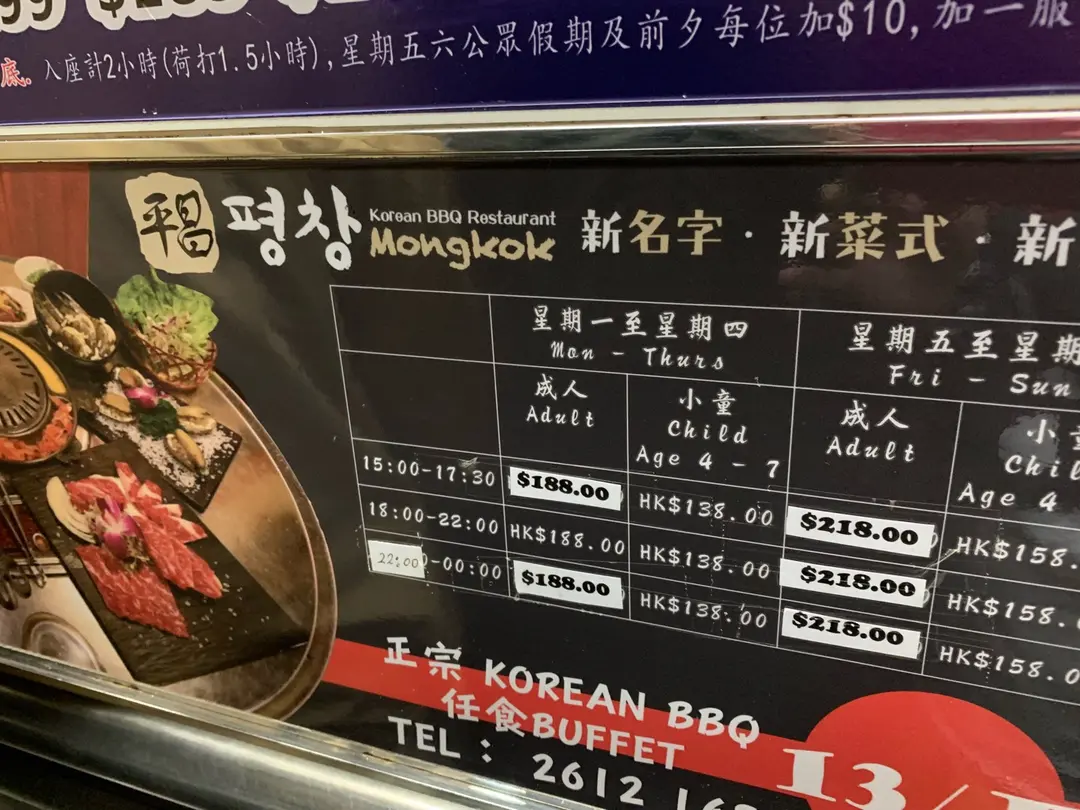 底. 入座計2小時(荷打1.5小時),星期五六公眾假期及前夕每位加$10,加一服
평창 Korean BBQ Restaurant
Mongkok
新名字·新菜式·新
星期一至星期四
Mon - Thurs
星期五至星期
Fri - Sun
成人
Adult
小童
Child
Age 4 - 7
成人
Adult
小
Age 4
15:00-17:30 $188.00 HK$138.00 $218.00 HK$158.
18:00-22:00 HK$188.00 HK$138.00 $218.00 HK$158.
22:00-00:00 $188.00 HK$138.00 $218.00 HK$158.0
正宗 KOREAN BBQ
任食BUFFET
TEL： 2612
13/